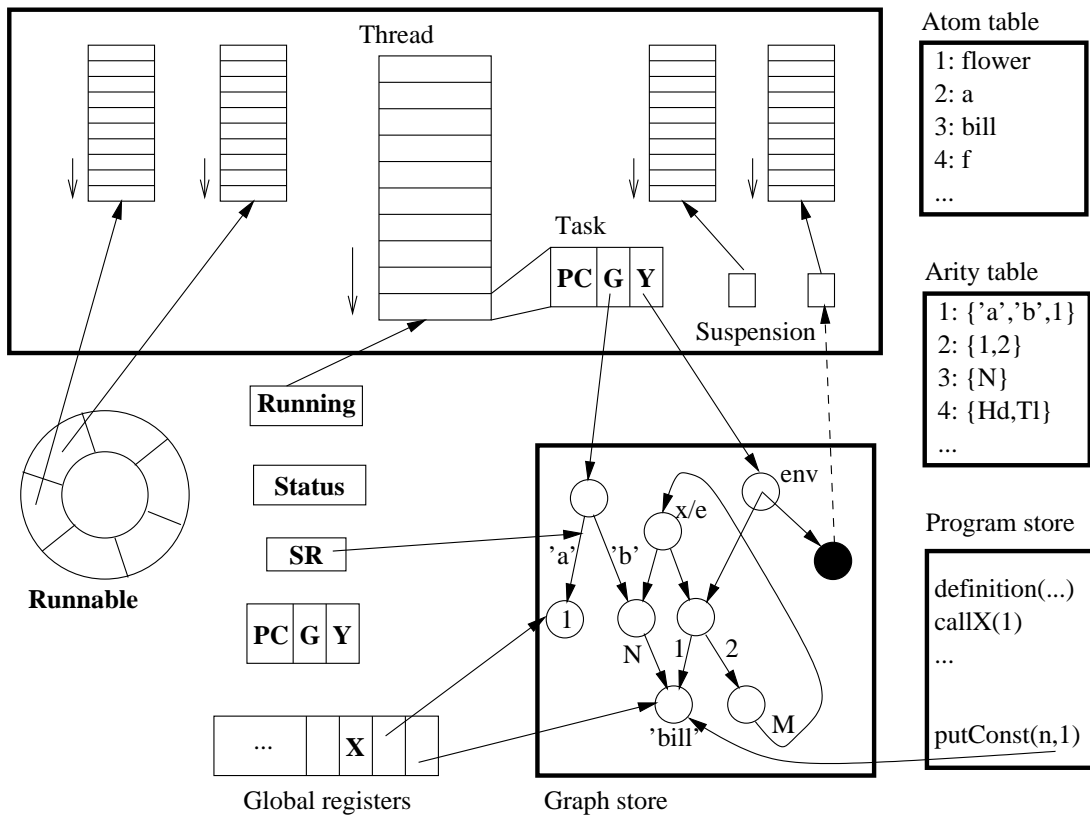 Thread
Task
PC G Y
Suspension
Atom table
1: flower
2: a
3: bill
4: f
...
Arity table
1: {'a','b',1}
2: {1,2}
3: {N}
4: {Hd,Tl}
...
Running
Status
SR
Runnable
PC G Y
... X
Global registers
env
x/e
'a' 'b'
1
N 1 2
'bill' M
Graph store
Program store
definition(...)
callX(1)
...
putConst(n,1)